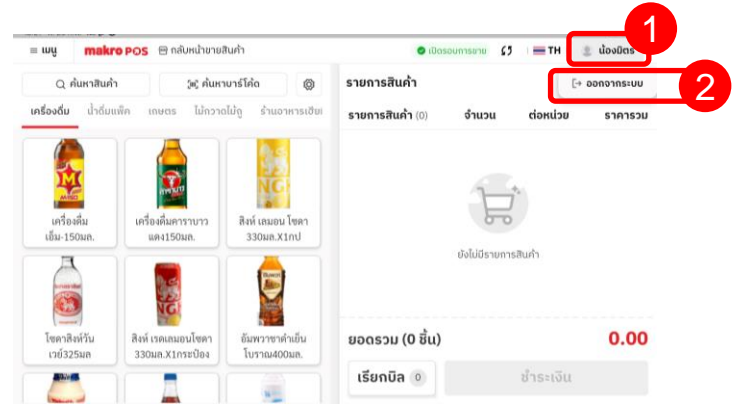 เมนู
makro POS
กลับหน้าขายสินค้า
เปิดรอบการขาย
TH
น้องมิตร
1
ค้นหาสินค้า
ค้นหาบาร์โค้ด
รายการสินค้า
ออกจากระบบ
2
เครื่องดื่ม น้ำดื่มแพ็ค เกษตร ไม้กวาดไม้ถู ร้านอาหารเฮีย
รายการสินค้า (0) จำนวน ต่อหน่วย ราคารวม
เครื่องดื่ม
เอ็ม-150มล.
เครื่องดื่มคาราบาว
แดง150มล.
สิงห์ เลมอน โซดา
330มล.X1กป
ยังไม่มีรายการสินค้า
โซดาสิงห์วัน
เวย์325มล
สิงห์ เรดเลมอนโซดา
330มล.X1กระป๋อง
อัมพวาชาดำเย็น
โบราณ400มล.
ยอดรวม (0 ชิ้น) 0.00
เรียกบิล 0
ชำระเงิน